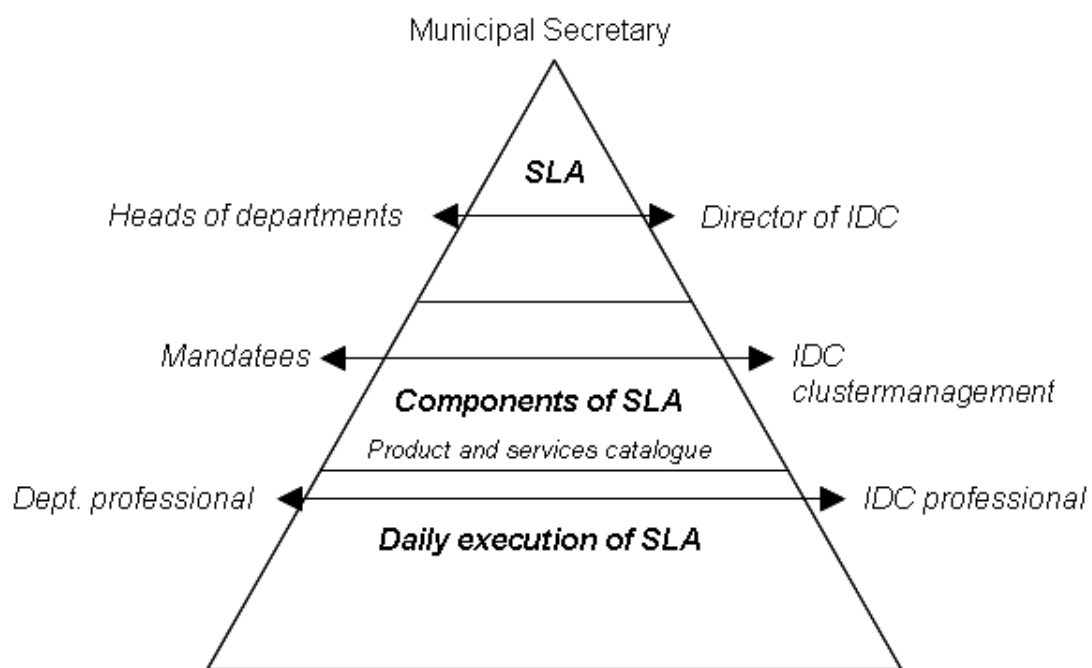 Municipal Secretary
SLA
Heads of departments
Director of IDC
Mandatees
IDC
clustermanagement
Components of SLA
Product and services catalogue
Dept. professional
IDC professional
Daily execution of SLA